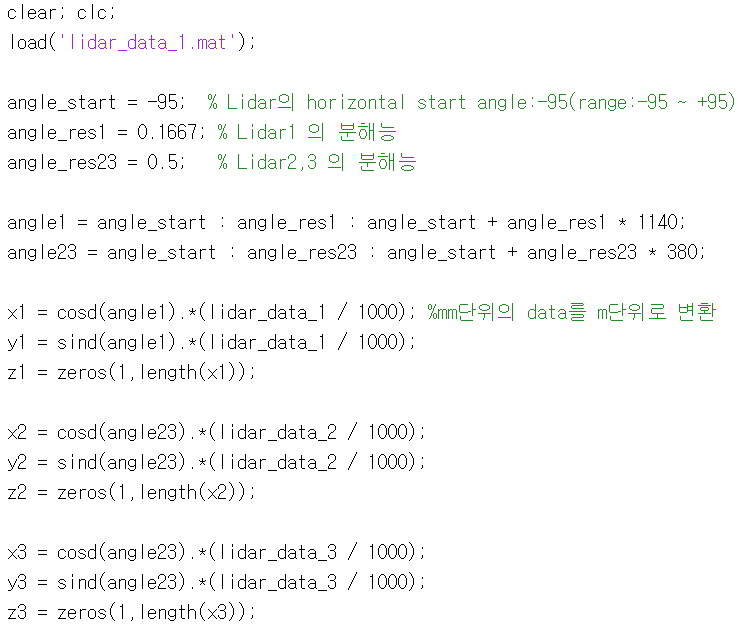 clear; clc;
load('lidar_data_1.mat');
angle_start = -95; % Lidar의 horizontal start angle:-95(range:-95 ~ +95)
angle_res1 = 0.1667; % Lidar1 의 분해능
angle_res23 = 0.5; % Lidar2,3 의 분해능
angle1 = angle_start : angle_res1 : angle_start + angle_res1 * 1140;
angle23 = angle_start : angle_res23 : angle_start + angle_res23 * 380;
x1 = cosd(angle1).*(lidar_data_1 / 1000); %mm단위의 data를 m단위로 변환
y1 = sind(angle1).*(lidar_data_1 / 1000);
z1 = zeros(1,length(x1));
x2 = cosd(angle23).*(lidar_data_2 / 1000);
y2 = sind(angle23).*(lidar_data_2 / 1000);
z2 = zeros(1,length(x2));
x3 = cosd(angle23).*(lidar_data_3 / 1000);
y3 = sind(angle23).*(lidar_data_3 / 1000);
z3 = zeros(1,length(x3));